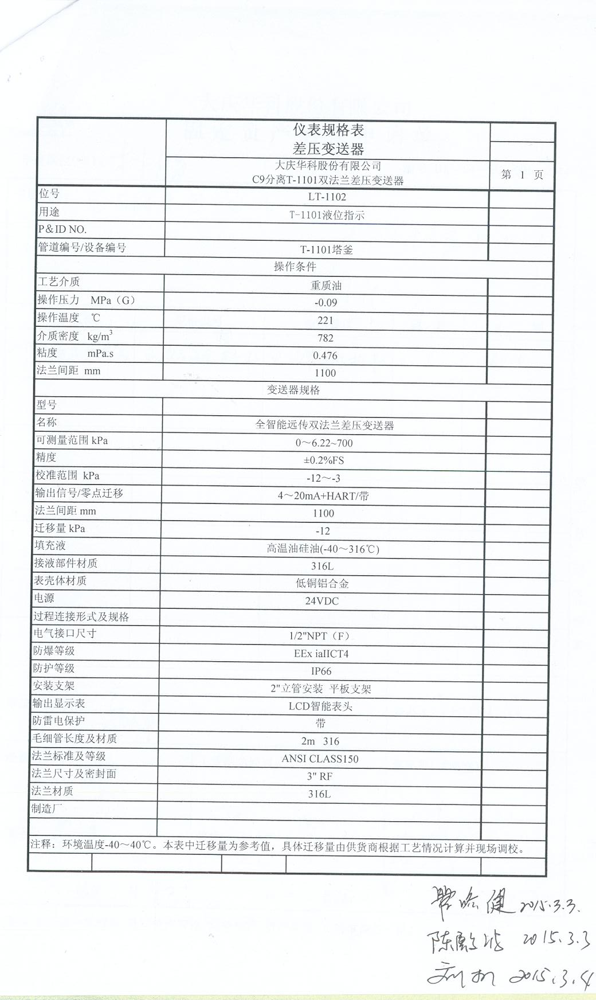 仪表规格表
差压变送器
大庆华科股份有限公司
C9分离T-1101双法兰差压变送器
第 1 页
位号 LT-1102
用途 T-1101液位指示
P&ID NO.
管道编号/设备编号 T-1101塔釜
操作条件
工艺介质 重质油
操作压力 MPa（G） -0.09
操作温度 ℃ 221
介质密度 kg/m³ 782
粘度 mPa.s 0.476
法兰间距 mm 1100
变送器规格
型号
名称 全智能远传双法兰差压变送器
可测量范围 kPa 0～6.22~700
精度 ±0.2%FS
校准范围 kPa -12～-3
输出信号/零点迁移 4～20mA+HART/带
法兰间距 mm 1100
迁移量 kPa -12
填充液 高温油硅油(-40～316℃)
接液部件材质 316L
表壳体材质 低铜铝合金
电源 24VDC
过程连接形式及规格
电气接口尺寸 1/2"NPT（F）
防爆等级 EEx iaIICT4
防护等级 IP66
安装支架 2"立管安装 平板支架
输出显示表 LCD智能表头
防雷电保护 带
毛细管长度及材质 2m 316
法兰标准及等级 ANSI CLASS150
法兰尺寸及密封面 3" RF
法兰材质 316L
制造厂
注释：环境温度-40～40℃。本表中迁移量为参考值，具体迁移量由供货商根据工艺情况计算并现场调校。
健 2015.3.3.
陈 2015.3.3
2015.3.4